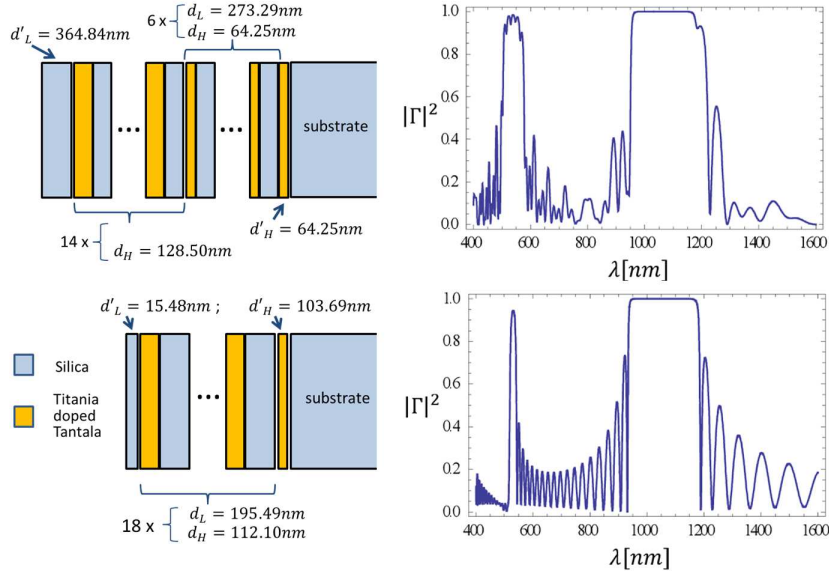 6 x
d_L = 273.29nm
d_H = 64.25nm
d'_L = 364.84nm
substrate
14 x
d_H = 128.50nm
d'_H = 64.25nm
|Γ|²
1.0
0.8
0.6
0.4
0.2
0.0
400 600 800 1000 1200 1400 1600
λ[nm]
d'_L = 15.48nm ; d'_H = 103.69nm
Silica
Titania
doped
Tantala
substrate
18 x
d_L = 195.49nm
d_H = 112.10nm
|Γ|²
1.0
0.8
0.6
0.4
0.2
0.0
400 600 800 1000 1200 1400 1600
λ[nm]